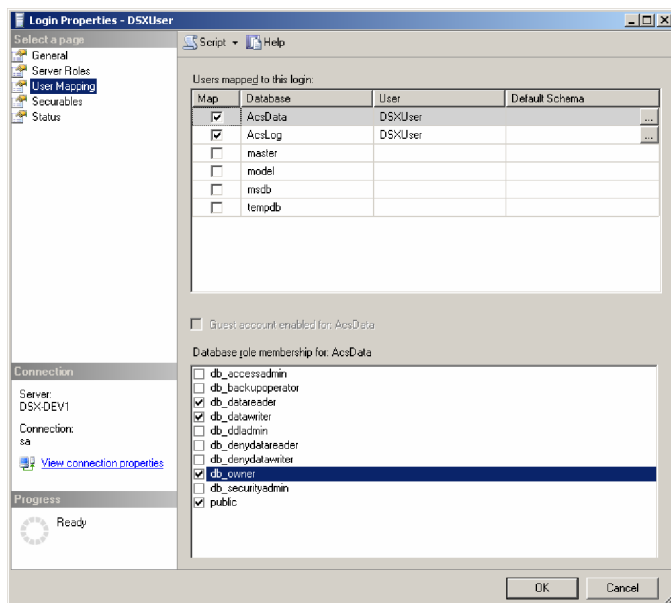 Login Properties - DSXUser
Select a page
General
Server Roles
User Mapping
Securables
Status
Script
Help
Users mapped to this login:
Map Database User Default Schema
AcsData DSXUser ...
AcsLog DSXUser ...
master
model
msdb
tempdb
Guest account enabled for: AcsData
Database role membership for: AcsData
db_accessadmin
db_backupoperator
db_datareader
db_datawriter
db_ddladmin
db_denydatareader
db_denydatawriter
db_owner
db_securityadmin
public
Connection
Server:
DSX-DEV1
Connection:
sa
View connection properties
Progress
Ready
OK Cancel